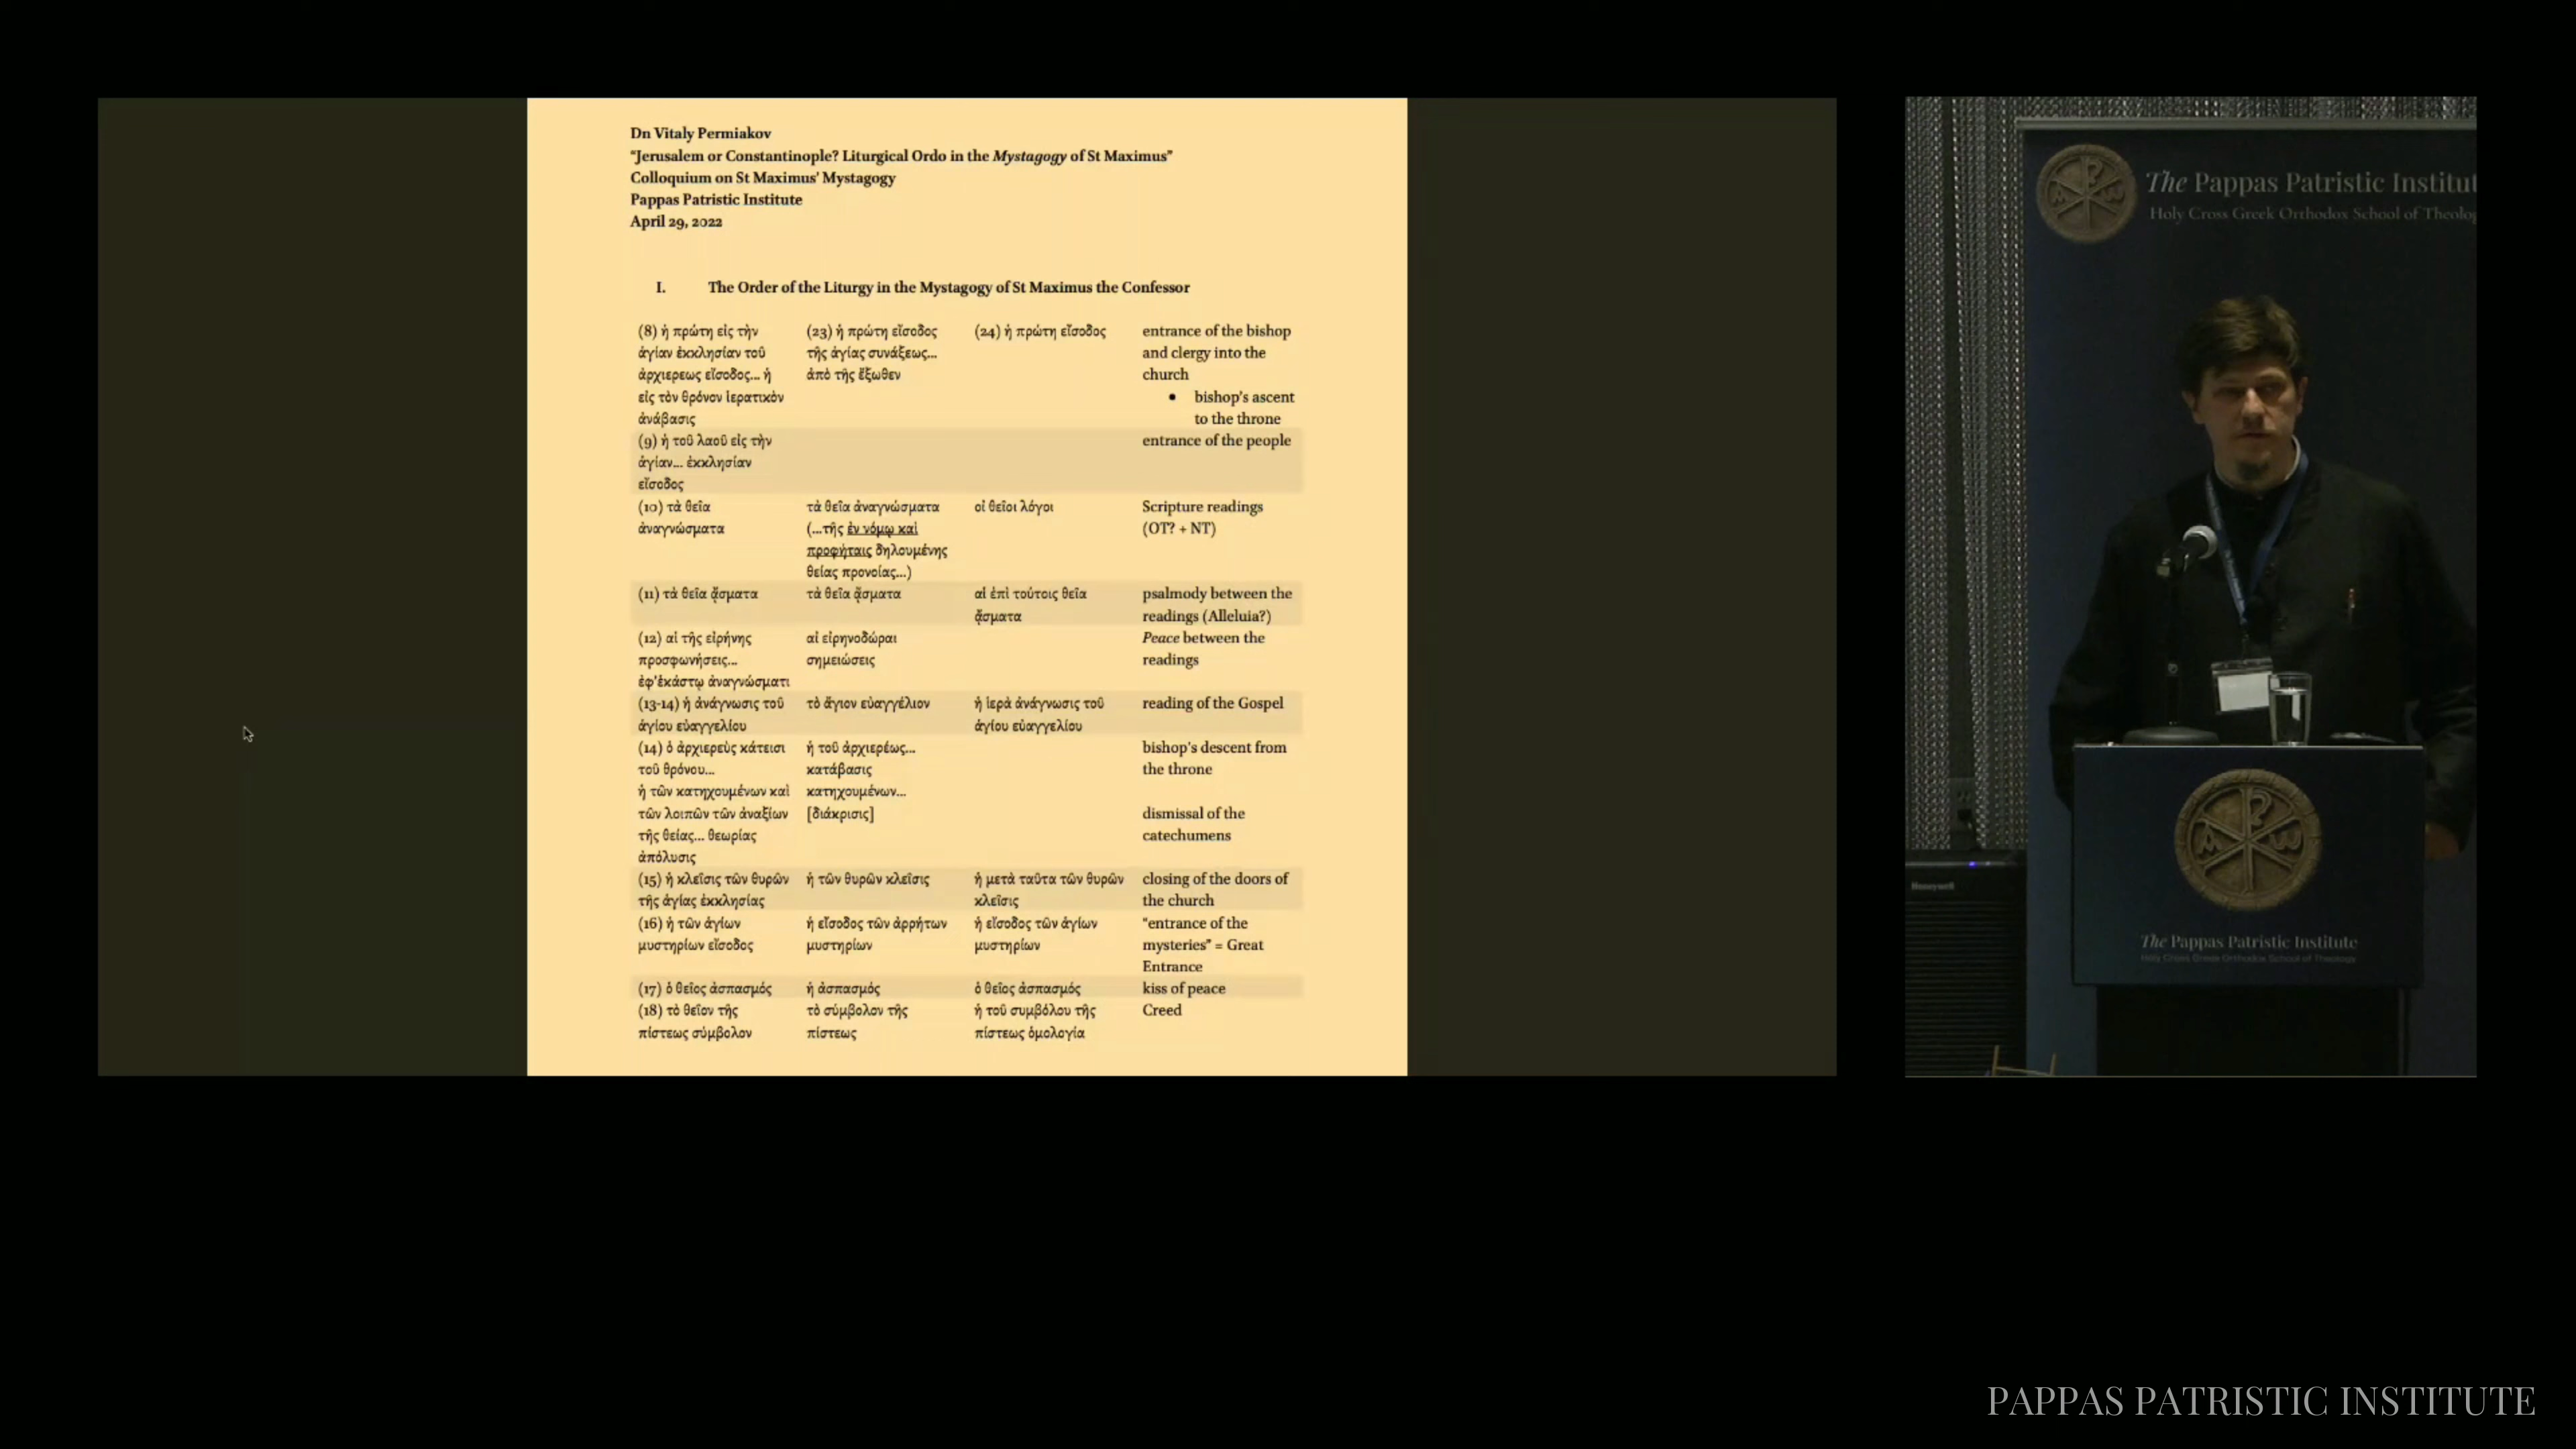 Dn Vitaly Permiakov
"Jerusalem or Constantinople? Liturgical Ordo in the Mystagogy of St Maximus"
Colloquium on St Maximus' Mystagogy
Pappas Patristic Institute
April 29, 2022
I. The Order of the Liturgy in the Mystagogy of St Maximus the Confessor
(8) ἡ πρώτη εἰς τὴν
ἁγίαν ἐκκλησίαν τοῦ
ἀρχιερεως εἴσοδος... ἡ
εἰς τὸν θρόνον ἱερατικὸν
ἀνάβασις
(23) ἡ πρώτη εἴσοδος
τῆς ἁγίας συνάξεως...
ἀπὸ τῆς ἔξωθεν
(24) ἡ πρώτη εἴσοδος
entrance of the bishop
and clergy into the
church
• bishop's ascent
to the throne
(9) ἡ τοῦ λαοῦ εἰς τὴν
ἁγίαν... ἐκκλησίαν
εἴσοδος
entrance of the people
(10) τὰ θεῖα
ἀναγνώσματα
τὰ θεῖα ἀναγνώσματα
(...τῆς ἐν νόμῳ καὶ
προφήταις δηλουμένης
θείας προνοίας...)
οἱ θεῖοι λόγοι
Scripture readings
(OT? + NT)
(11) τὰ θεῖα ᾄσματα
τὰ θεῖα ᾄσματα
αἱ ἐπὶ τούτοις θεῖα
ᾄσματα
psalmody between the
readings (Alleluia?)
(12) αἱ τῆς εἰρήνης
προσφωνήσεις...
ἐφ'ἑκάστῳ ἀναγνώσματι
αἱ εἰρηνοδώραι
σημειώσεις
Peace between the
readings
(13-14) ἡ ἀνάγνωσις τοῦ
ἁγίου εὐαγγελίου
τὸ ἅγιον εὐαγγέλιον
ἡ ἱερὰ ἀνάγνωσις τοῦ
ἁγίου εὐαγγελίου
reading of the Gospel
(14) ὁ ἀρχιερεὺς κάτεισι
τοῦ θρόνου...
ἡ τῶν κατηχουμένων καὶ
τῶν λοιπῶν τῶν ἀναξίων
τῆς θείας... θεωρίας
ἀπόλυσις
ἡ τοῦ ἀρχιερέως...
κατάβασις
κατηχουμένων...
[διάκρισις]
bishop's descent from
the throne
dismissal of the
catechumens
(15) ἡ κλεῖσις τῶν θυρῶν
τῆς ἁγίας ἐκκλησίας
ἡ τῶν θυρῶν κλεῖσις
ἡ μετὰ ταῦτα τῶν θυρῶν
κλεῖσις
closing of the doors of
the church
(16) ἡ τῶν ἁγίων
μυστηρίων εἴσοδος
ἡ εἴσοδος τῶν ἀρρήτων
μυστηρίων
ἡ εἴσοδος τῶν ἁγίων
μυστηρίων
"entrance of the
mysteries" = Great
Entrance
(17) ὁ θεῖος ἀσπασμός
ἡ ἀσπασμός
ὁ θεῖος ἀσπασμός
kiss of peace
(18) τὸ θεῖον τῆς
πίστεως σύμβολον
τὸ σύμβολον τῆς
πίστεως
ἡ τοῦ συμβόλου τῆς
πίστεως ὁμολογία
Creed
The Pappas Patristic Institut
Holy Cross Greek Orthodox School of Theolog
Honeywell
The Pappas Patristic Institute
Holy Cross Greek Orthodox School of Theology
PAPPAS PATRISTIC INSTITUTE